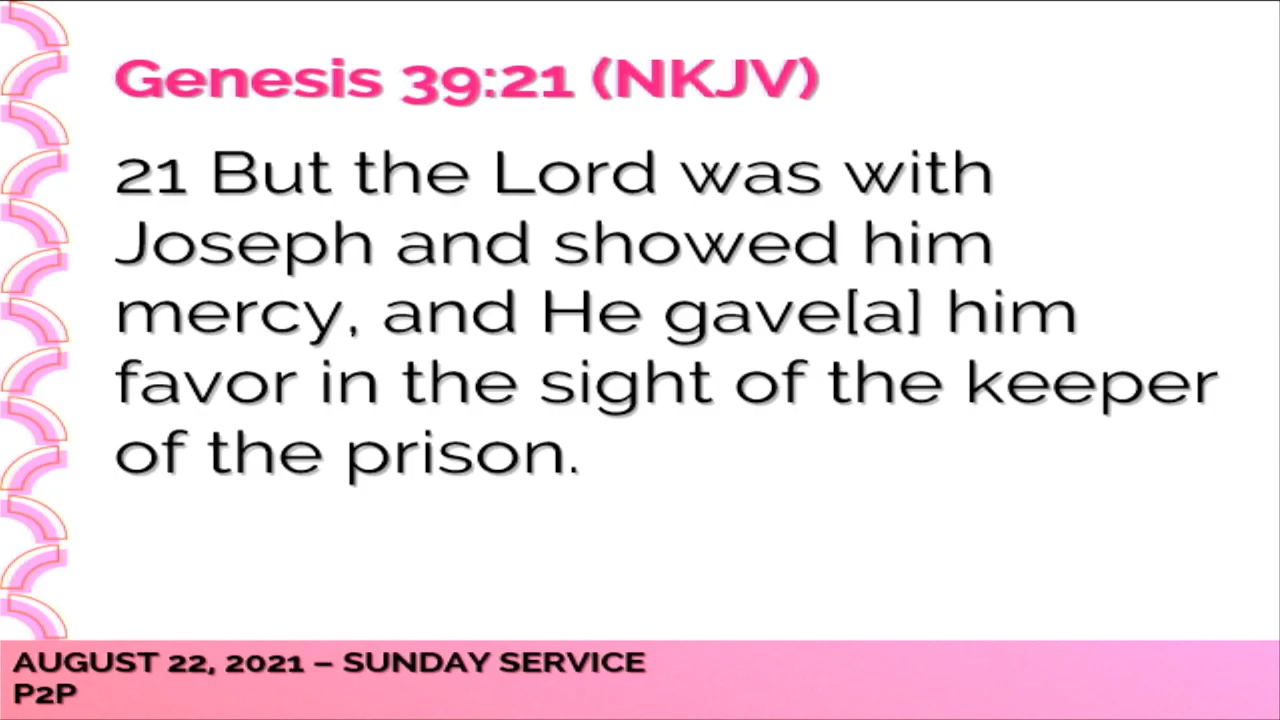 Genesis 39:21 (NKJV)
21 But the Lord was with
Joseph and showed him
mercy, and He gave[a] him
favor in the sight of the keeper
of the prison.
AUGUST 22, 2021 – SUNDAY SERVICE
P2P